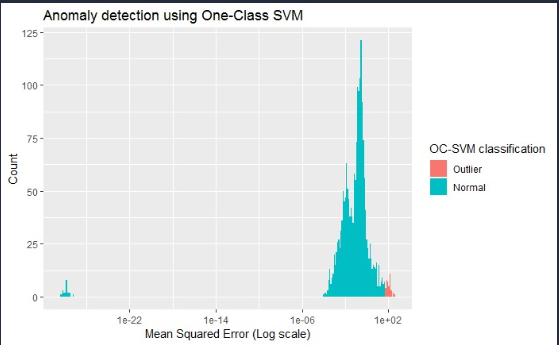 Anomaly detection using One-Class SVM
125
100
75
50
25
0
Count
1e-22
1e-14
1e-06
1e+02
Mean Squared Error (Log scale)
OC-SVM classification
Outlier
Normal